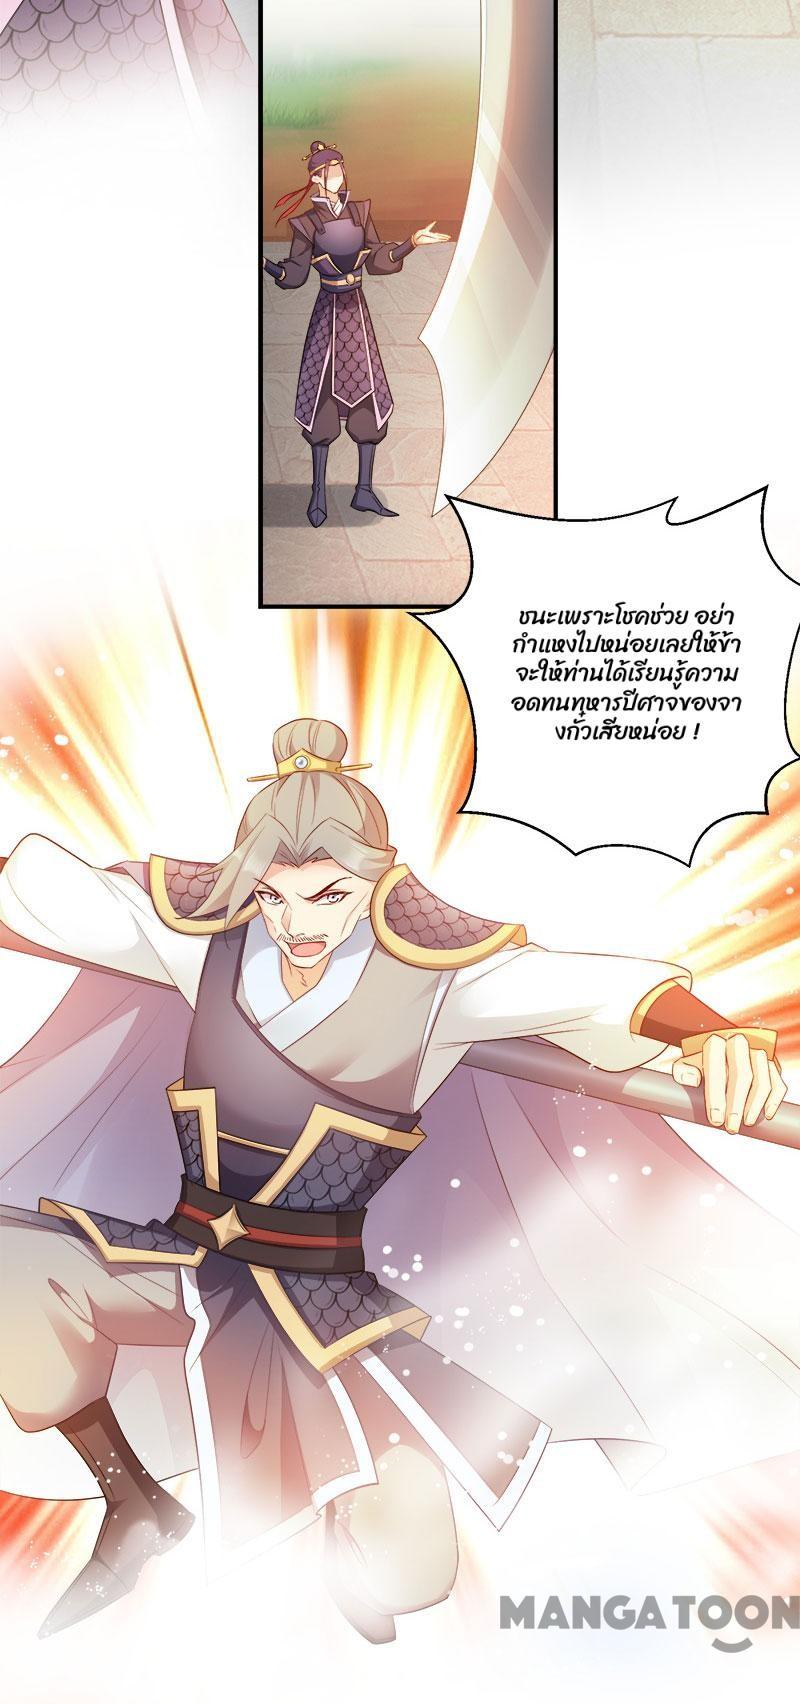 ชนะเพราะโชคช่วย อย่า
กำแหงไปหน่อยเลยให้ข้า
จะให้ท่านได้เรียนรู้ความ
อดทนทหารปีศาจของจา
งกั๋วเสียหน่อย !
MANGATOON